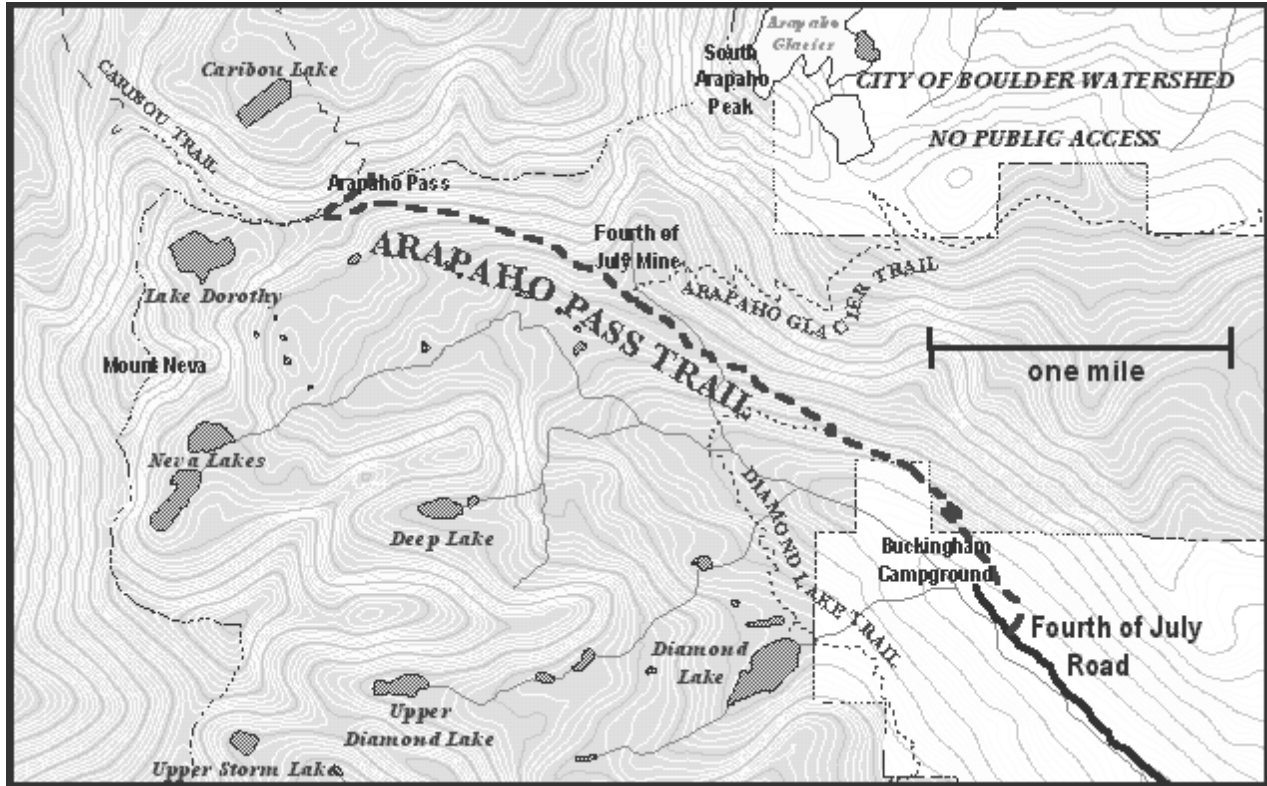 Arapaho
Glacier
South
Arapaho
Peak
Caribou Lake
CITY OF BOULDER WATERSHED
CARIBOU TRAIL
NO PUBLIC ACCESS
Arapaho Pass
Fourth of
July Mine
ARAPAHO PASS TRAIL
ARAPAHO GLACIER TRAIL
Lake Dorothy
Mount Neva
one mile
Neva Lakes
DIAMOND LAKE TRAIL
Deep Lake
Buckingham
Campground
Fourth of July
Road
Diamond
Lake
Upper
Diamond Lake
Upper Storm Lake